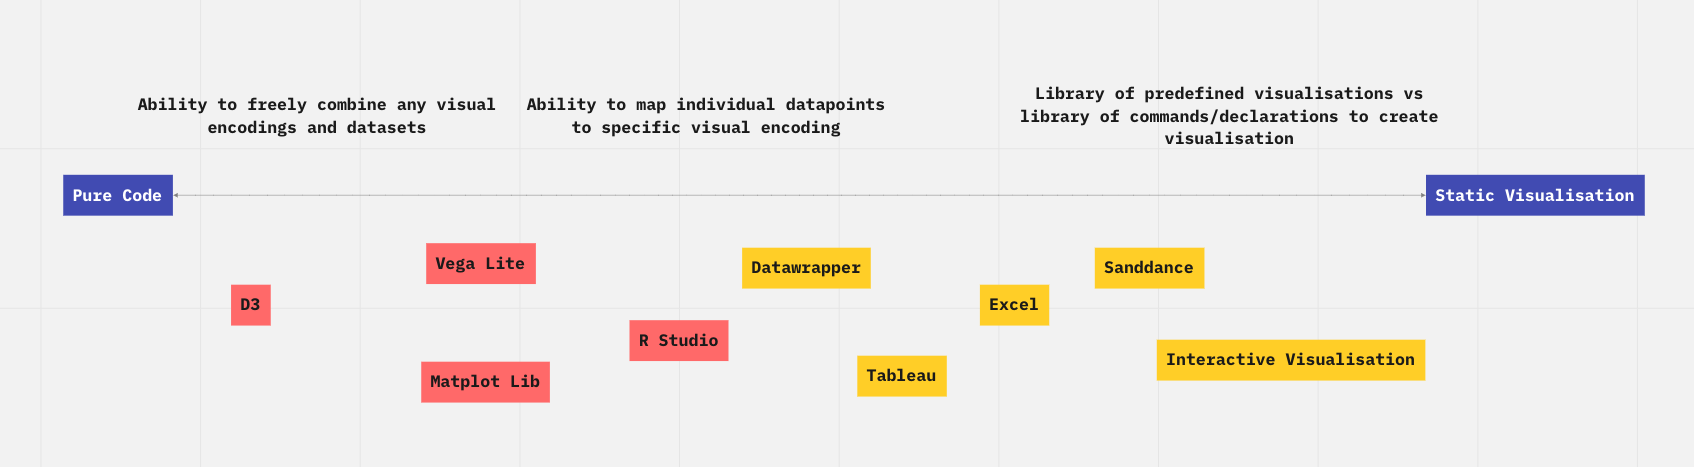 Ability to freely combine any visual
encodings and datasets
Ability to map individual datapoints
to specific visual encoding
Library of predefined visualisations vs
library of commands/declarations to create
visualisation
Pure Code
Static Visualisation
Vega Lite
Datawrapper
Sanddance
D3
Excel
R Studio
Interactive Visualisation
Tableau
Matplot Lib